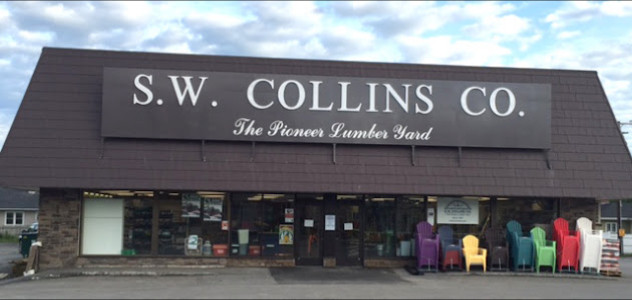 S.W. COLLINS CO.
The Pioneer Lumber Yard